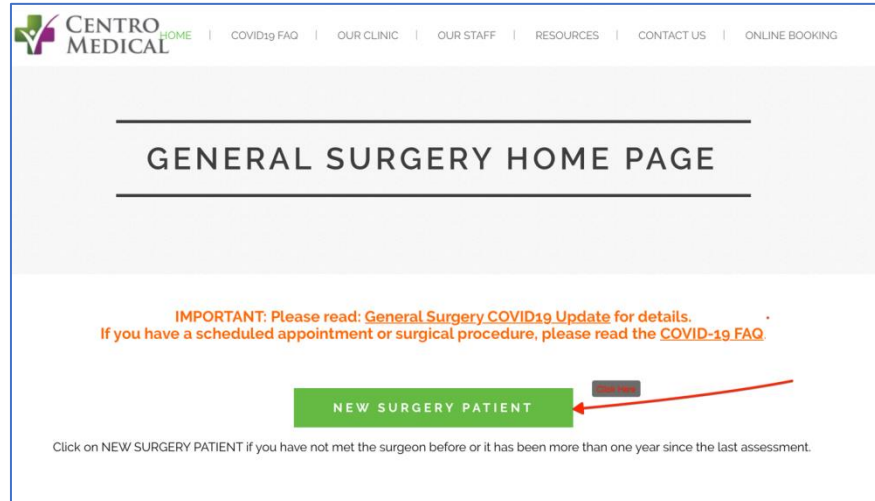 CENTRO
MEDICAL
HOME | COVID19 FAQ | OUR CLINIC | OUR STAFF | RESOURCES | CONTACT US | ONLINE BOOKING
GENERAL SURGERY HOME PAGE
IMPORTANT: Please read: General Surgery COVID19 Update for details.
If you have a scheduled appointment or surgical procedure, please read the COVID-19 FAQ.
Click Here
NEW SURGERY PATIENT
Click on NEW SURGERY PATIENT if you have not met the surgeon before or it has been more than one year since the last assessment.